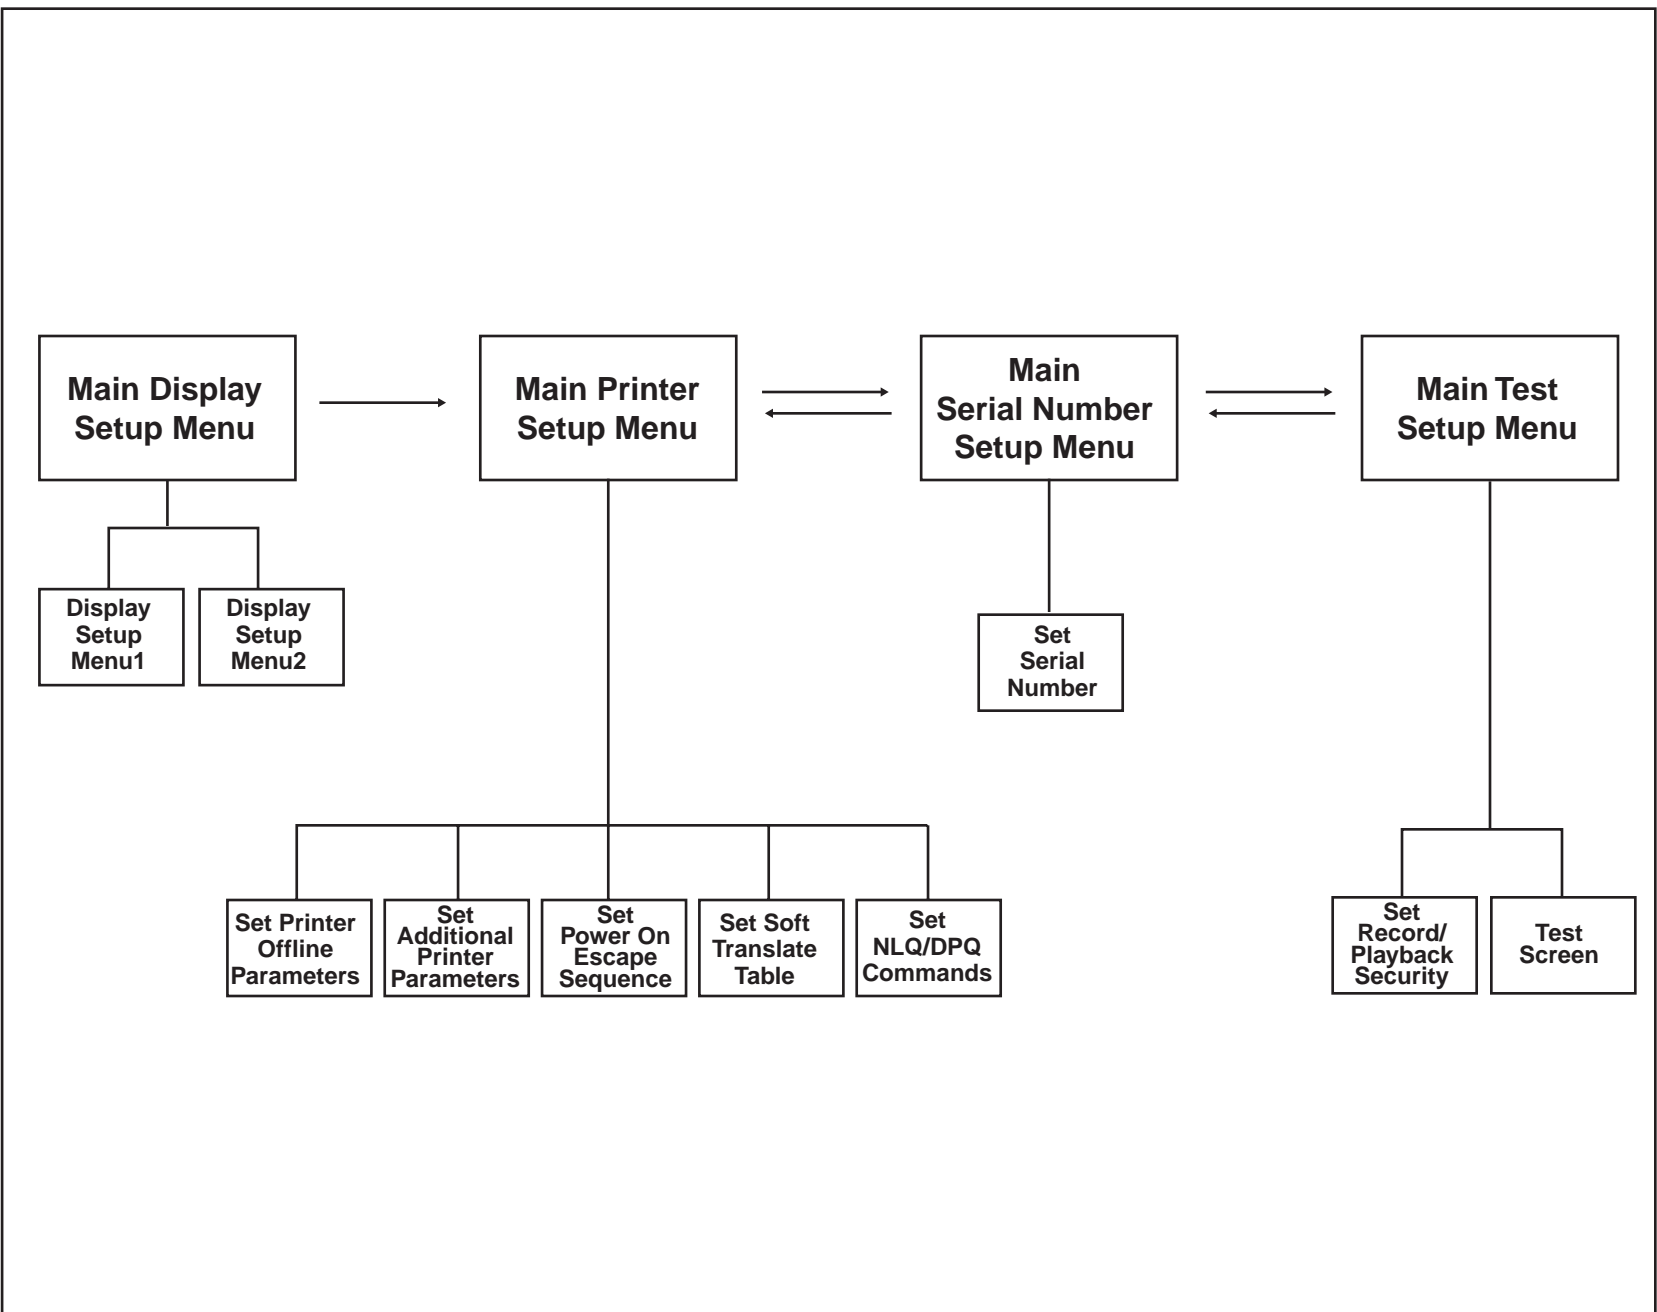 Main Display
Setup Menu
Main Printer
Setup Menu
Main
Serial Number
Setup Menu
Main Test
Setup Menu
Display
Setup
Menu1
Display
Setup
Menu2
Set
Serial
Number
Set Printer
Offline
Parameters
Set
Additional
Printer
Parameters
Set
Power On
Escape
Sequence
Set Soft
Translate
Table
Set
NLQ/DPQ
Commands
Set
Record/
Playback
Security
Test
Screen